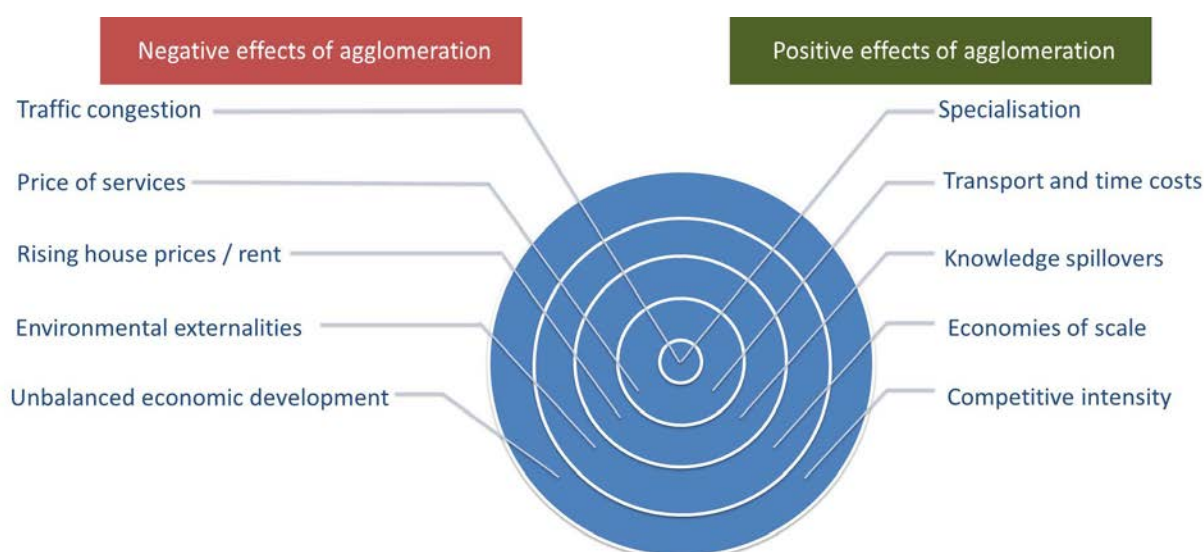 Negative effects of agglomeration
Positive effects of agglomeration
Traffic congestion
Specialisation
Price of services
Transport and time costs
Rising house prices / rent
Knowledge spillovers
Environmental externalities
Economies of scale
Unbalanced economic development
Competitive intensity